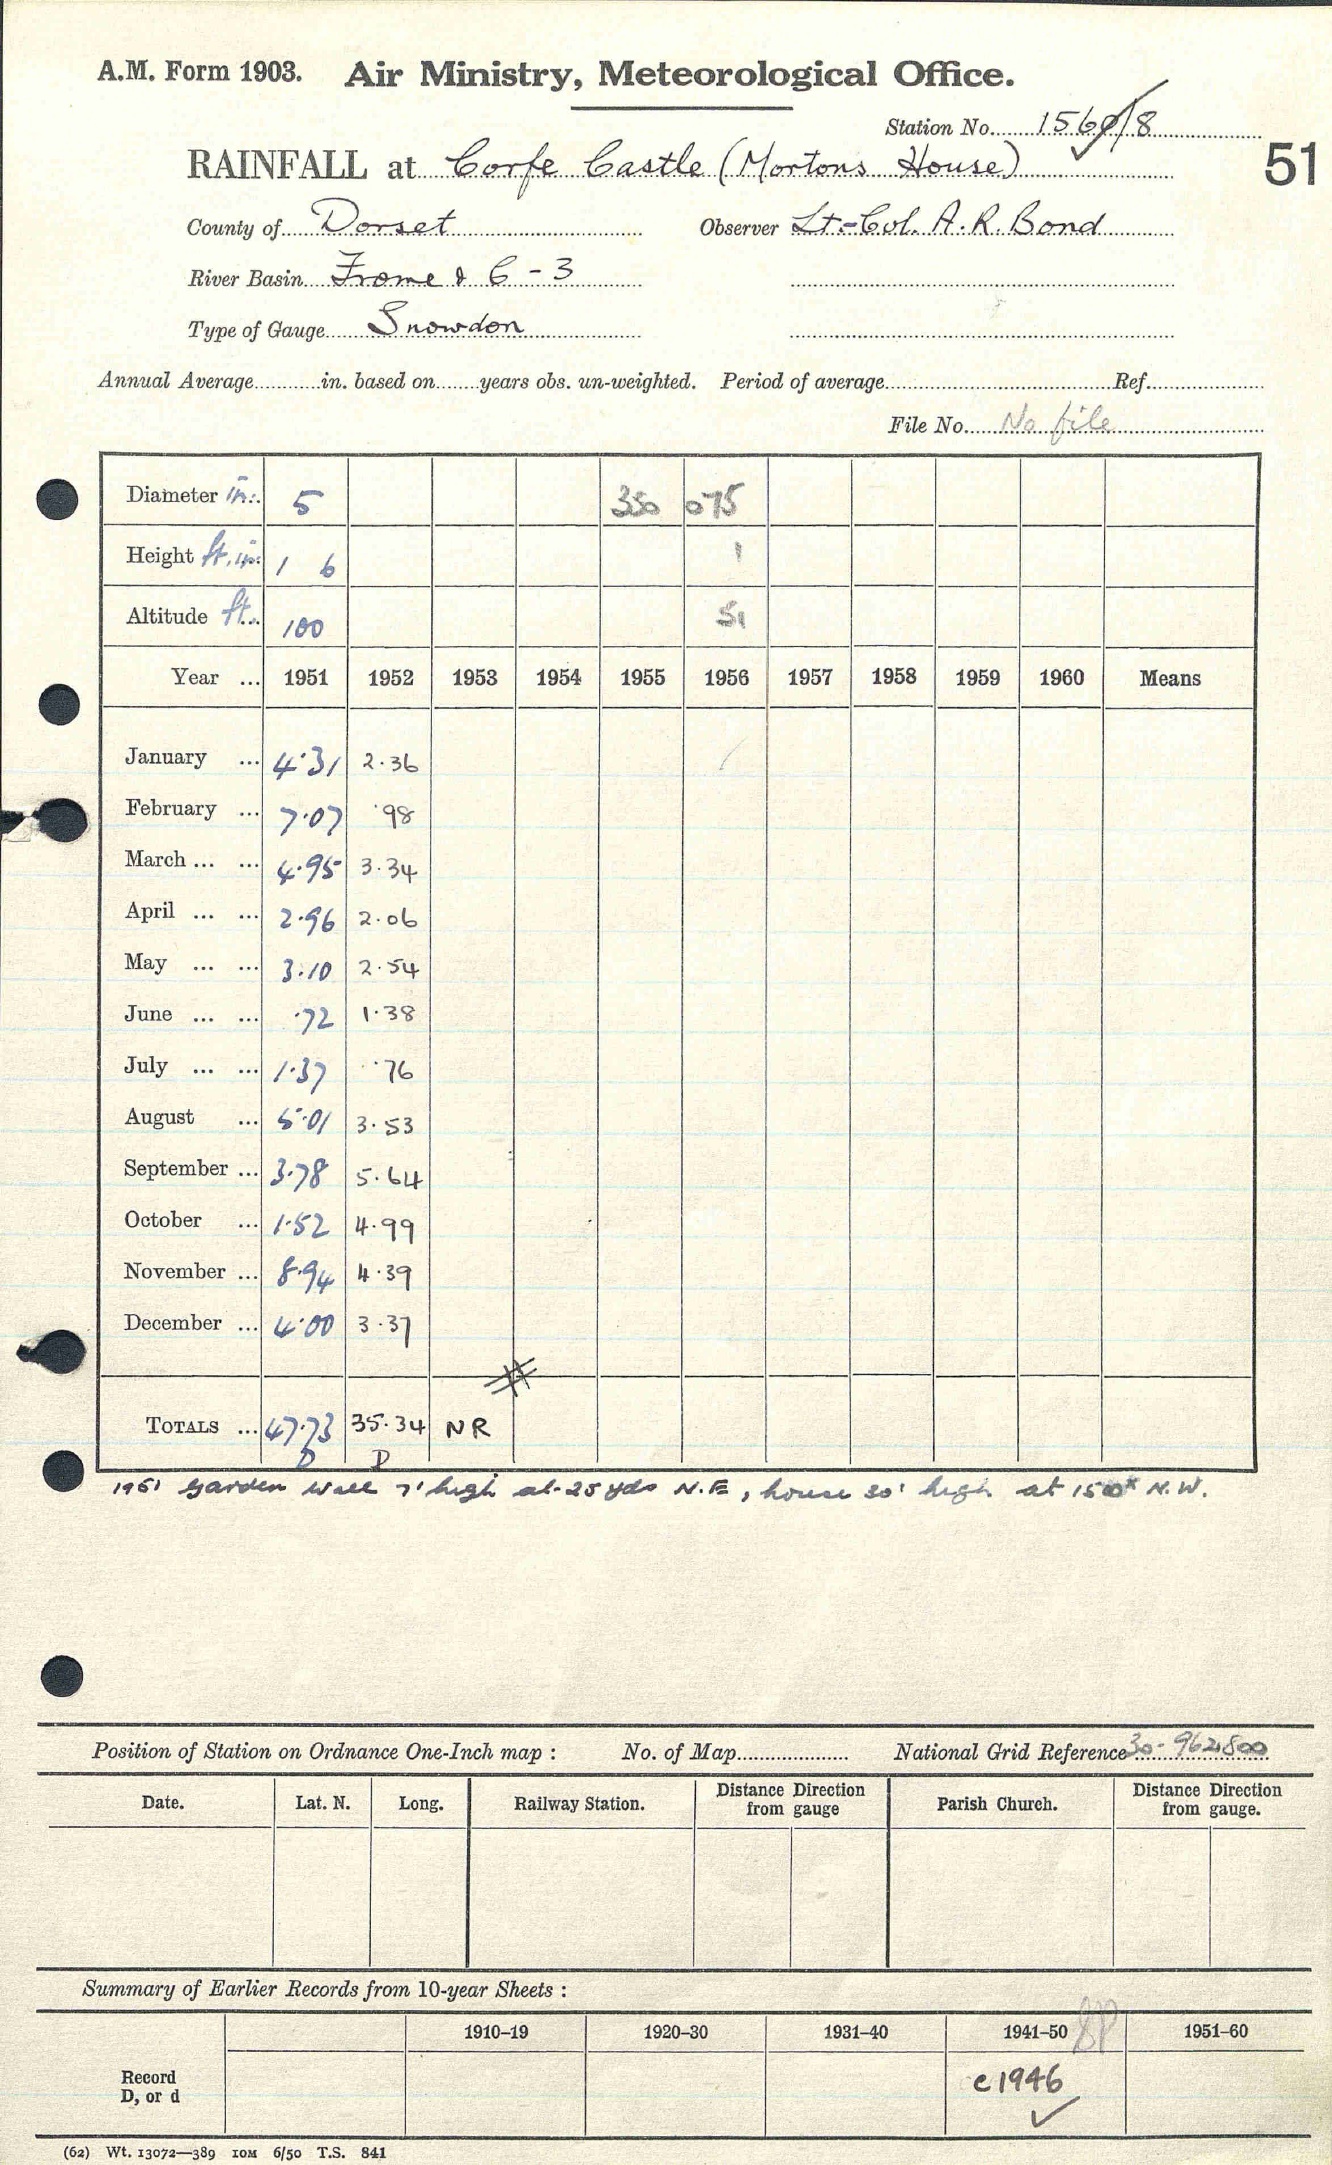 A.M. Form 1903. Air Ministry, Meteorological Office.
Station No. 1560/8
51
RAINFALL at Corfe Castle (Mortons House)
County of Dorset Observer Lt-Col. A.R. Bond
River Basin Frome & C-3
Type of Gauge Snowdon
Annual Average in. based on years obs. un-weighted. Period of average Ref.
File No. No file
Diameter in. 5 350 075
Height ft. in. 1 6 1
Altitude ft. 100 51
Year ... 1951 1952 1953 1954 1955 1956 1957 1958 1959 1960 Means
January ... 4.31 2.36
February ... 7.07 .98
March ... ... 4.95 3.34
April ... ... 2.96 2.06
May ... ... 3.10 2.54
June ... ... .72 1.38
July ... ... 1.37 .76
August ... 5.01 3.53
September ... 3.78 5.64
October ... 1.52 4.99
November ... 8.94 4.39
December ... 4.00 3.37
#
TOTALS ... 47.73 35.34 NR
D D
1951 garden wall 7' high at 25 yds N.E, house 30' high at N.W.
Position of Station on Ordnance One-Inch map : No. of Map National Grid Reference 30-962800
Date. Lat. N. Long. Railway Station. Distance from gauge Direction Parish Church. Distance from gauge. Direction
Summary of Earlier Records from 10-year Sheets :
1910–19 1920–30 1931–40 1941–50 1951–60
Record
D, or d
c1946
(62) Wt. 13072—389 10M 6/50 T.S. 841